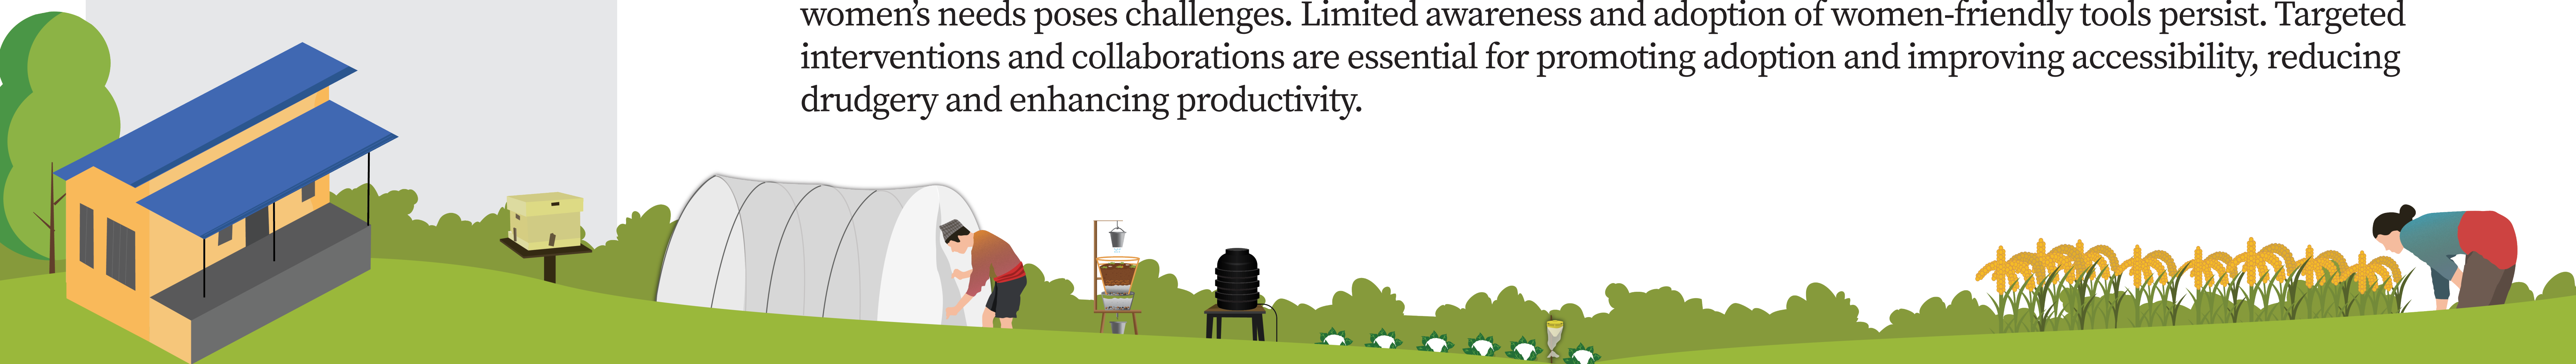 women’s needs poses challenges. Limited awareness and adoption of women-friendly tools persist. Targeted
interventions and collaborations are essential for promoting adoption and improving accessibility, reducing
drudgery and enhancing productivity.